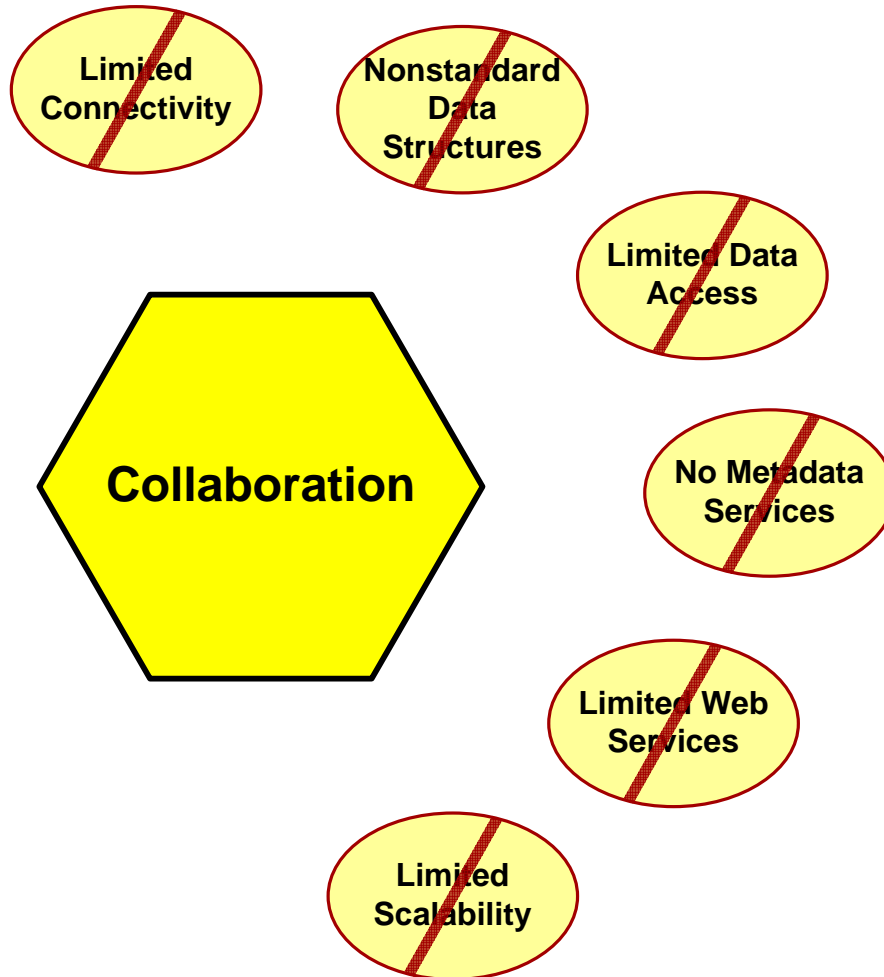 Limited
Connectivity
Nonstandard
Data
Structures
Limited Data
Access
Collaboration
No Metadata
Services
Limited Web
Services
Limited
Scalability